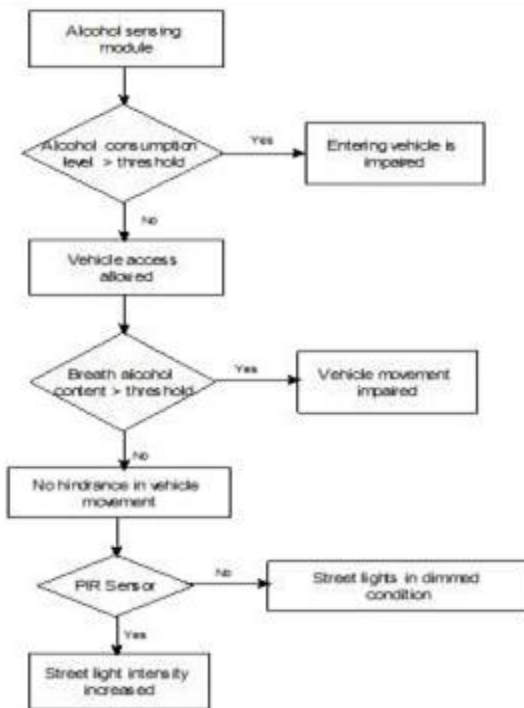 Alcohol sensing
module
Alcohol consumption
level > threshold
Yes
Entering vehicle is
impaired
No
Vehicle access
allowed
Breath alcohol
content > threshold
Yes
Vehicle movement
impaired
No
No hindrance in vehicle
movement
PIR Sensor
No
Street lights in dimmed
condition
Yes
Street light intensity
increased